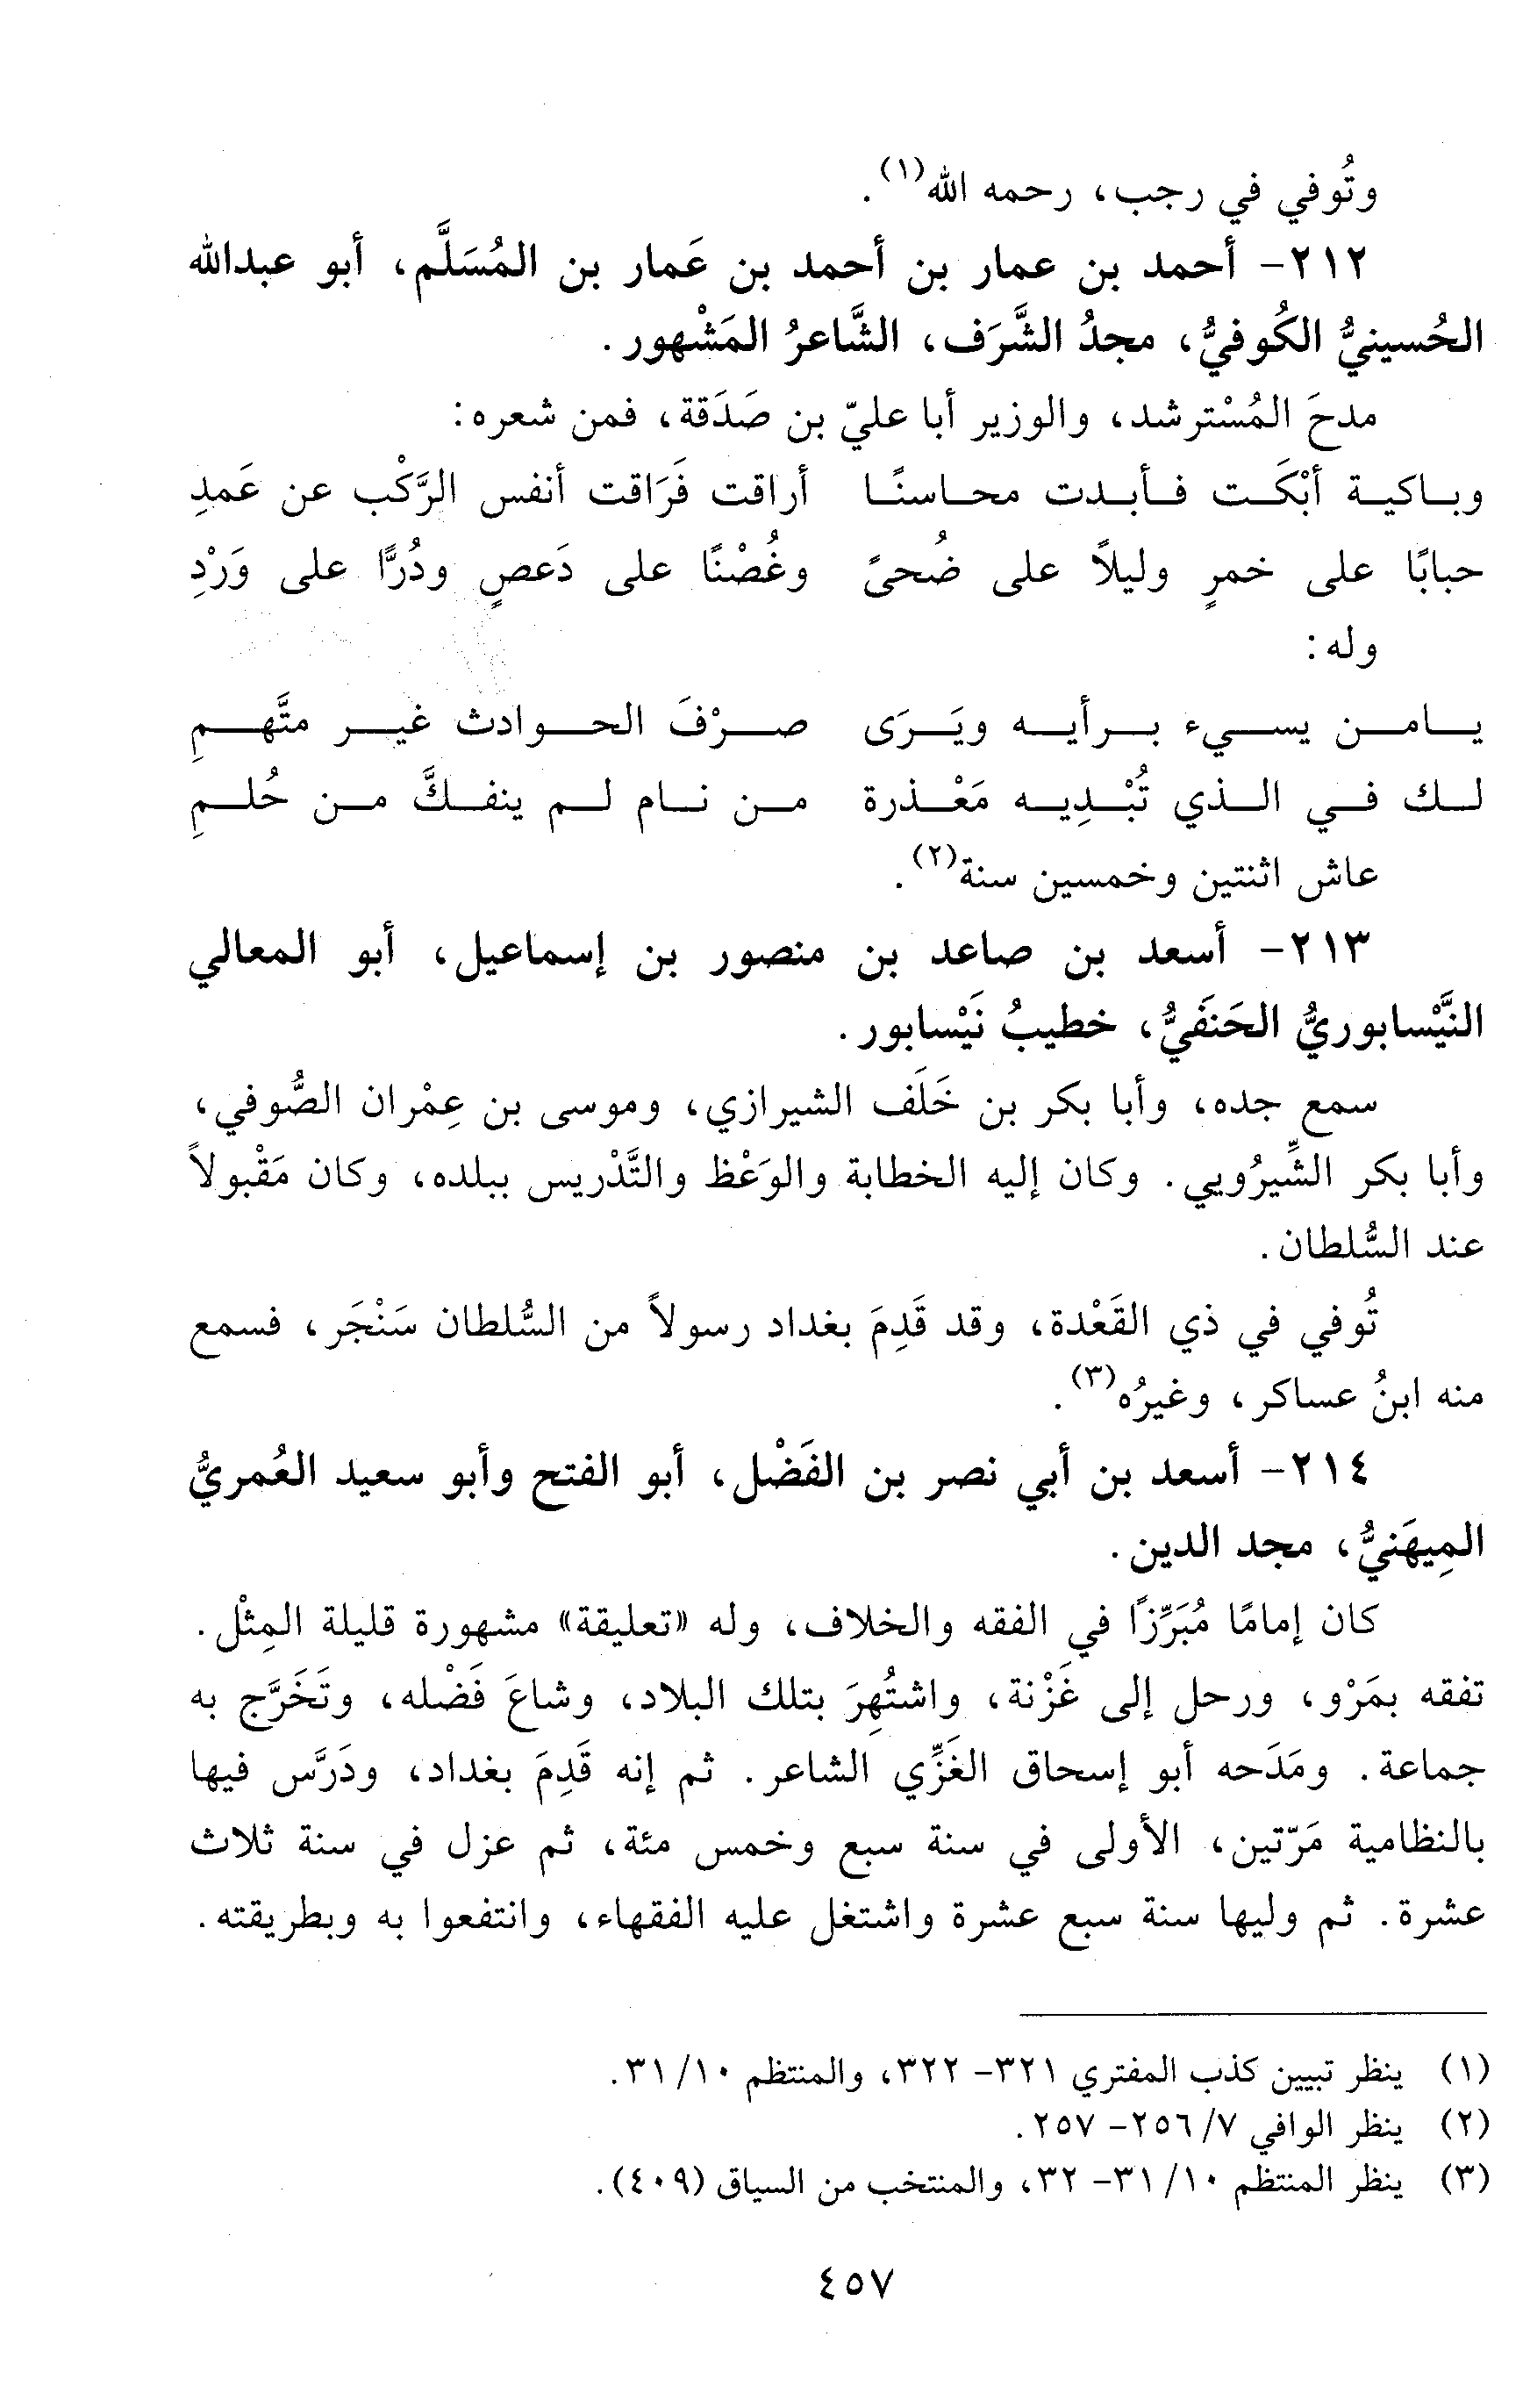 وتُوفي في رجب، رحمه الله(١).
٢١٢- أحمد بن عمار بن أحمد بن عَمار بن المُسَلَّم، أبو عبدالله
الحُسينيُّ الكُوفيُّ، مجدُ الشَّرَف، الشَّاعرُ المَشْهور.
مدحَ المُسْترشد، والوزير أبا عليّ بن صَدَقة، فمن شعره:
وبـاكيـة أبْكَـت فـأبـدت محـاسنًـا أراقت فَرَاقت أنفس الرَّكْب عن عَمدِ
حبابًا على خمرٍ وليلاً على ضُحىً وغُصْنًا على دَعصٍ ودُرًّا على وَرْدِ
وله:
يـامـن يسـيء بـرأيـه ويَـرَى صـرْفَ الحـوادث غيـر متَّهـمِ
لـك فـي الـذي تُبْـدِيـه مَعْـذرة مـن نـام لـم ينفـكَّ مـن حُلـمِ
عاش اثنتين وخمسين سنة(٢).
٢١٣- أسعد بن صاعد بن منصور بن إسماعيل، أبو المعالي
النَّيْسابوريُّ الحَنَفيُّ، خطيبُ نَيْسابور.
سمع جده، وأبا بكر بن خَلَف الشيرازي، وموسى بن عِمْران الصُّوفي،
وأبا بكر الشِّيرُويي. وكان إليه الخطابة والوَعْظ والتَّدْريس ببلده، وكان مَقْبولاً
عند السُّلطان.
تُوفي في ذي القَعْدة، وقد قَدِمَ بغداد رسولاً من السُّلطان سَنْجَر، فسمع
منه ابنُ عساكر، وغيرُه(٣).
٢١٤- أسعد بن أبي نصر بن الفَضْل، أبو الفتح وأبو سعيد العُمريُّ
المِيهَنيُّ، مجد الدين.
كان إمامًا مُبَرِّزًا في الفقه والخلاف، وله «تعليقة» مشهورة قليلة المِثْل.
تفقه بمَرْو، ورحل إلى غَزْنة، واشتُهِرَ بتلك البلاد، وشاعَ فَضْله، وتَخَرَّج به
جماعة. ومَدَحه أبو إسحاق الغَزِّي الشاعر. ثم إنه قَدِمَ بغداد، ودَرَّس فيها
بالنظامية مَرّتين، الأولى في سنة سبع وخمس مئة، ثم عزل في سنة ثلاث
عشرة. ثم وليها سنة سبع عشرة واشتغل عليه الفقهاء، وانتفعوا به وبطريقته.
(١) ينظر تبيين كذب المفتري ٣٢١- ٣٢٢، والمنتظم ١٠/ ٣١.
(٢) ينظر الوافي ٧/ ٢٥٦- ٢٥٧.
(٣) ينظر المنتظم ١٠/ ٣١- ٣٢، والمنتخب من السياق (٤٠٩).
٤٥٧